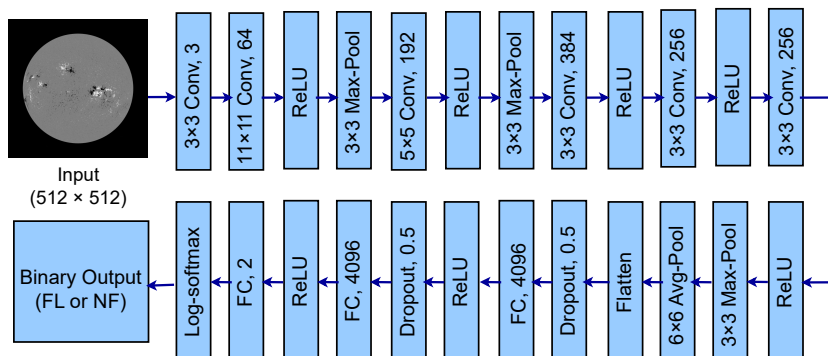 3×3 Conv, 3
11×11 Conv, 64
ReLU
3×3 Max-Pool
5×5 Conv, 192
ReLU
3×3 Max-Pool
3×3 Conv, 384
ReLU
3×3 Conv, 256
ReLU
3×3 Conv, 256
Input
(512 × 512)
ReLU
3×3 Max-Pool
6×6 Avg-Pool
Flatten
Dropout, 0.5
FC, 4096
ReLU
Dropout, 0.5
FC, 4096
ReLU
FC, 2
Log-softmax
Binary Output
(FL or NF)